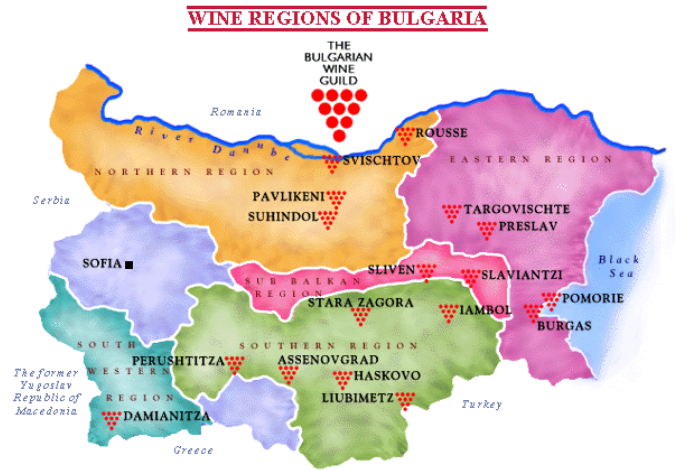 WINE REGIONS OF BULGARIA
THE
BULGARIAN
WINE
GUILD
Romania
River Danube
ROUSSE
SVISCHTOV
EASTERN REGION
NORTHERN REGION
Serbia
PAVLIKENI
SUHINDOL
TARGOVISCHTE
PRESLAV
SOFIA
Black
Sea
SLIVEN
SLAVIANTZI
SUB BALKAN
REGION
STARA ZAGORA
IAMBOL
POMORIE
BURGAS
SOUTH
WESTERN
REGION
SOUTHERN REGION
PERUSHTITZA
ASSENOVGRAD
HASKOVO
The former
Yugoslav
Republic of
Macedonia
LIUBIMETZ
Turkey
DAMIANITZA
Greece